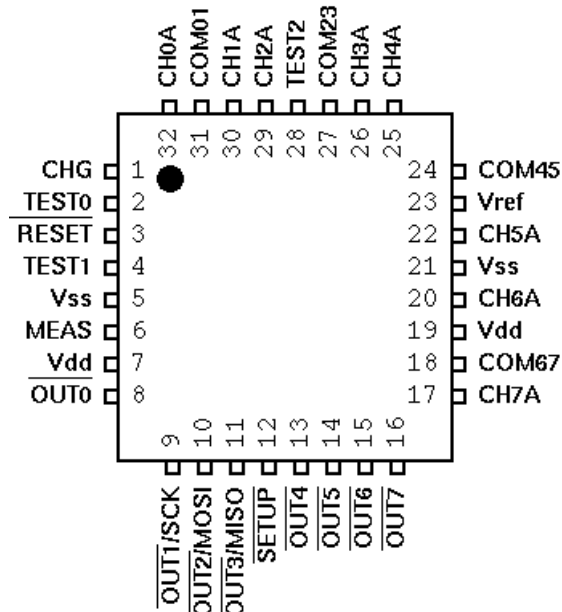 CH0A
COM01
CH1A
CH2A
TEST2
COM23
CH3A
CH4A
32
31
30
29
28
27
26
25
CHG 1
TEST0 2
RESET 3
TEST1 4
Vss 5
MEAS 6
Vdd 7
OUT0 8
24 COM45
23 Vref
22 CH5A
21 Vss
20 CH6A
19 Vdd
18 COM67
17 CH7A
9
10
11
12
13
14
15
16
OUT1/SCK
OUT2/MOSI
OUT3/MISO
SETUP
OUT4
OUT5
OUT6
OUT7